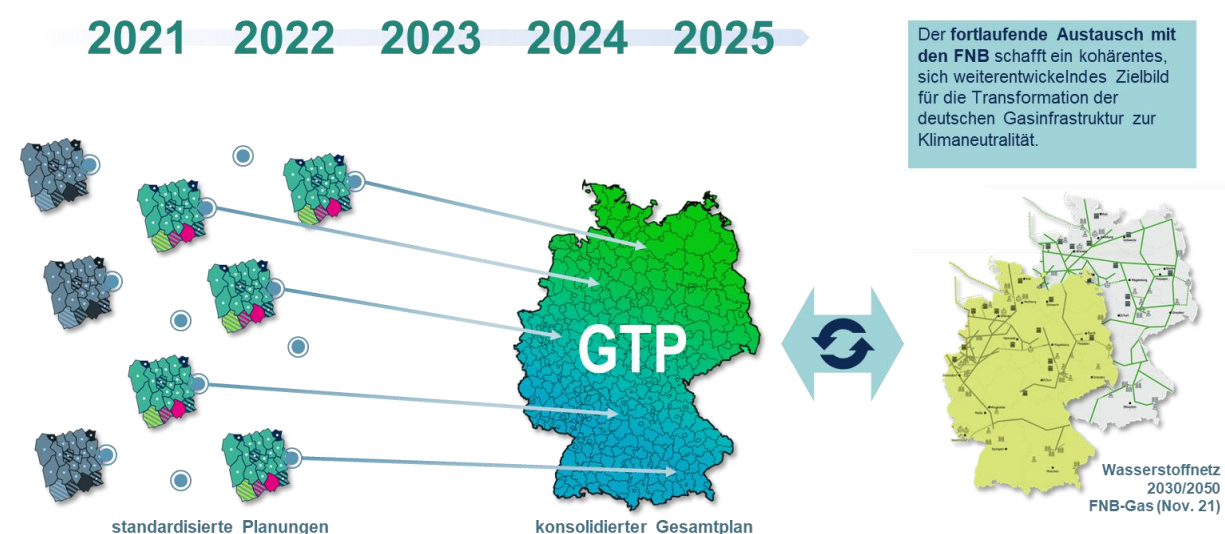 2021 2022 2023 2024 2025
Der fortlaufende Austausch mit
den FNB schafft ein kohärentes,
sich weiterentwickelndes Zielbild
für die Transformation der
deutschen Gasinfrastruktur zur
Klimaneutralität.
GTP
Wasserstoffnetz
2030/2050
FNB-Gas (Nov. 21)
standardisierte Planungen
konsolidierter Gesamtplan